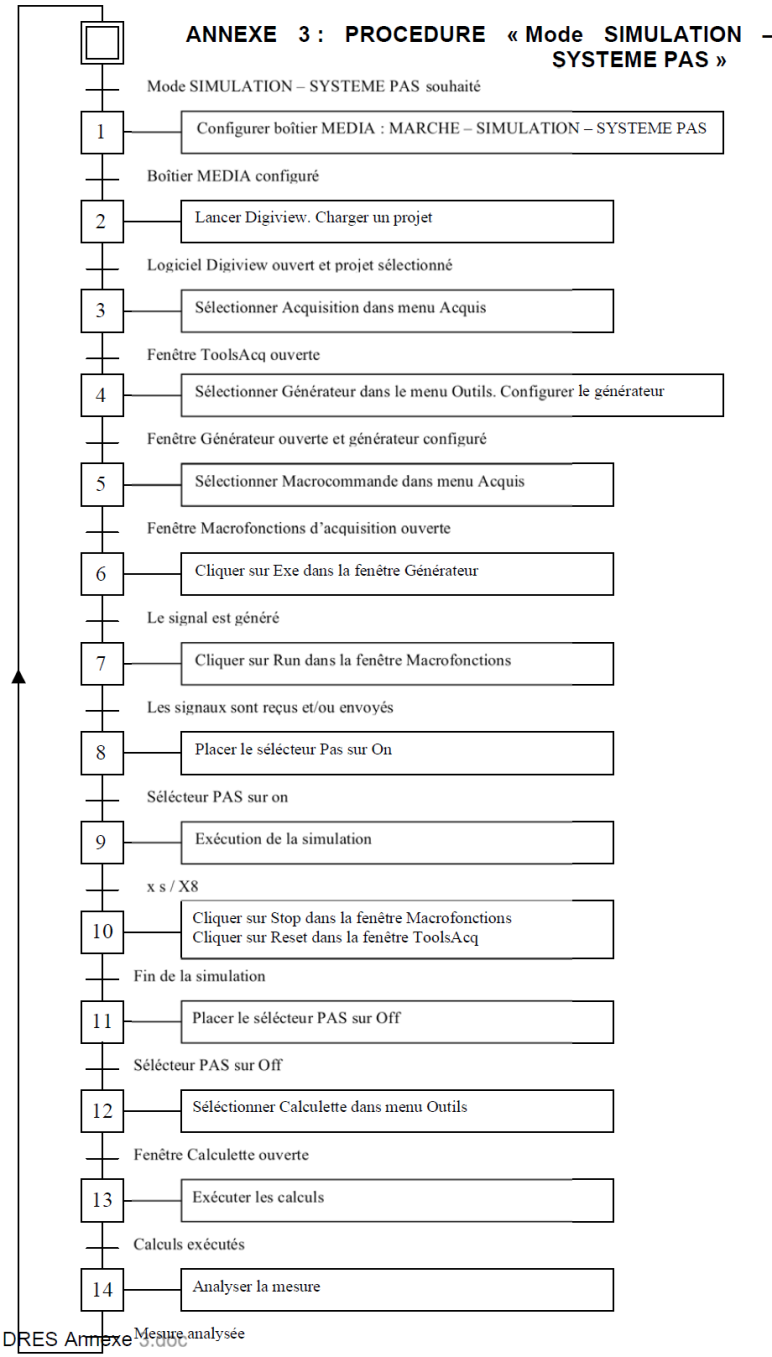 ANNEXE 3 : PROCEDURE « Mode SIMULATION –
SYSTEME PAS »
Mode SIMULATION – SYSTEME PAS souhaité
1 Configurer boîtier MEDIA : MARCHE – SIMULATION – SYSTEME PAS
Boîtier MEDIA configuré
2 Lancer Digiview. Charger un projet
Logiciel Digiview ouvert et projet sélectionné
3 Sélectionner Acquisition dans menu Acquis
Fenêtre ToolsAcq ouverte
4 Sélectionner Générateur dans le menu Outils. Configurer le générateur
Fenêtre Générateur ouverte et générateur configuré
5 Sélectionner Macrocommande dans menu Acquis
Fenêtre Macrofonctions d'acquisition ouverte
6 Cliquer sur Exe dans la fenêtre Générateur
Le signal est généré
7 Cliquer sur Run dans la fenêtre Macrofonctions
Les signaux sont reçus et/ou envoyés
8 Placer le sélécteur Pas sur On
Sélécteur PAS sur on
9 Exécution de la simulation
x s / X8
10 Cliquer sur Stop dans la fenêtre Macrofonctions
Cliquer sur Reset dans la fenêtre ToolsAcq
Fin de la simulation
11 Placer le sélécteur PAS sur Off
Sélécteur PAS sur Off
12 Séléctionner Calculette dans menu Outils
Fenêtre Calculette ouverte
13 Exécuter les calculs
Calculs exécutés
14 Analyser la mesure
Mesure analysée
DRES Annexe 3.doc